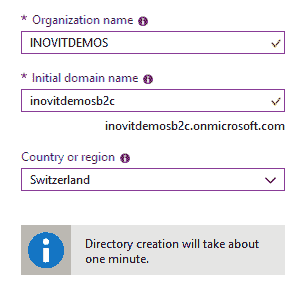 * Organization name
INOVITDEMOS
* Initial domain name
inovitdemosb2c
inovitdemosb2c.onmicrosoft.com
Country or region
Switzerland
Directory creation will take about
one minute.